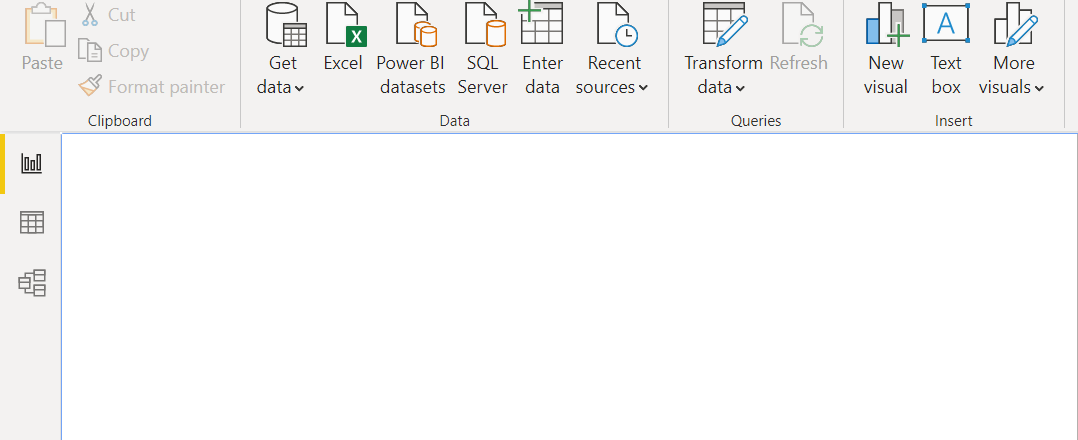 Paste
Cut
Copy
Format painter
Clipboard
Get
data
X
Excel
Power BI
datasets
SQL
Server
Enter
data
Recent
sources
Data
Transform
data
Refresh
Queries
New
visual
A
Text
box
More
visuals
Insert